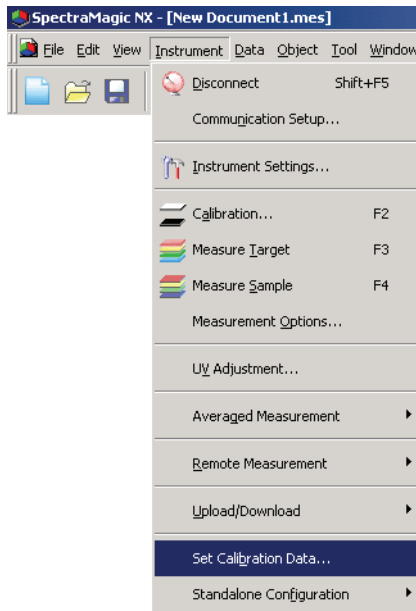 SpectraMagic NX - [New Document1.mes]
File Edit View Instrument Data Object Tool Window
Disconnect Shift+F5
Communication Setup...
Instrument Settings...
Calibration... F2
Measure Target F3
Measure Sample F4
Measurement Options...
UV Adjustment...
Averaged Measurement
Remote Measurement
Upload/Download
Set Calibration Data...
Standalone Configuration